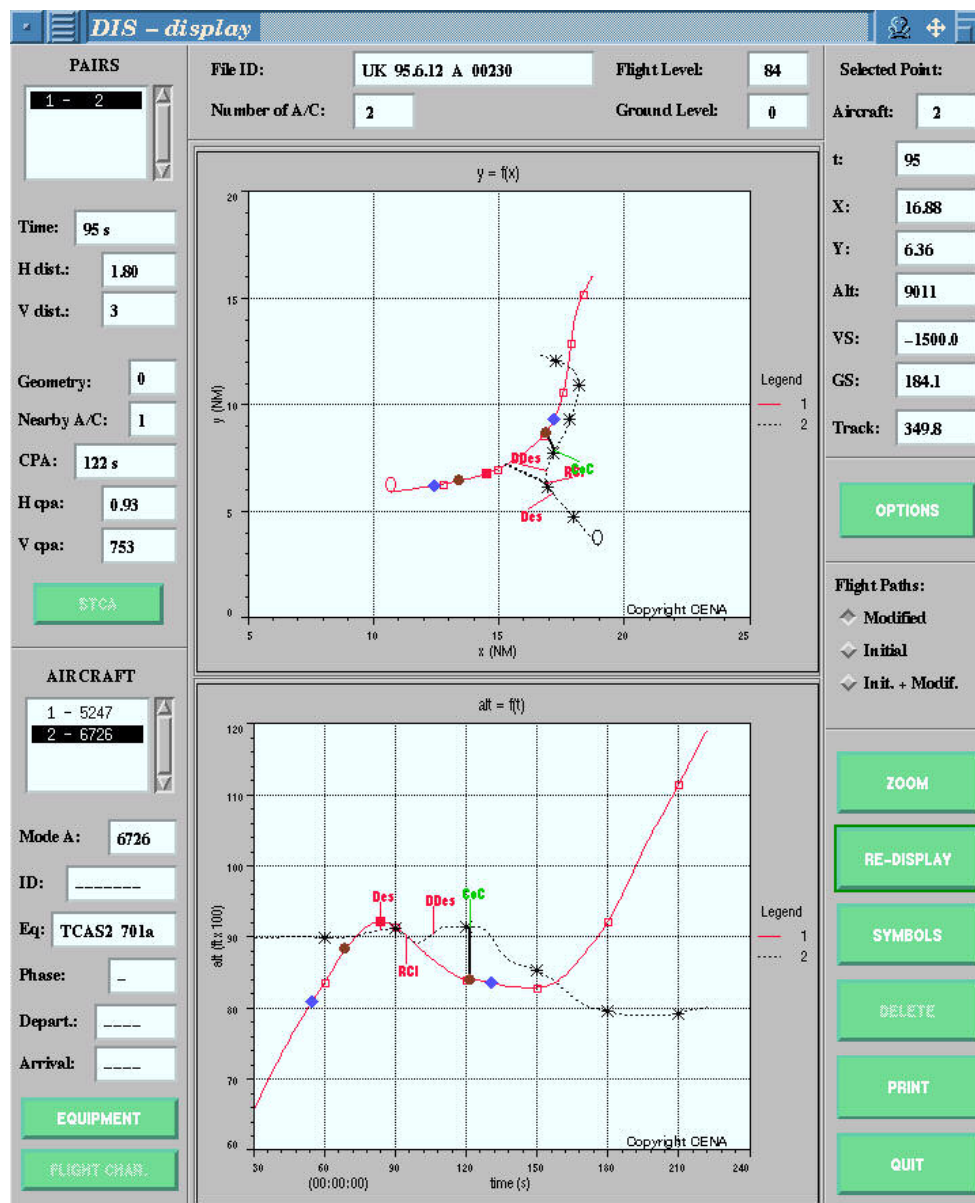 DIS – display
PAIRS
1 - 2
Time: 95 s
H dist.: 1.80
V dist.: 3
Geometry: 0
Nearby A/C: 1
CPA: 122 s
H cpa: 0.93
V cpa: 753
STCA
AIRCRAFT
1 - 5247
2 - 6726
Mode A: 6726
ID: _______
Eq: TCAS2 701a
Phase: _
Depart.: ____
Arrival: ____
EQUIPMENT
FLIGHT CHAR.
File ID: UK 95.6.12 A 00230 Flight Level: 84
Number of A/C: 2 Ground Level: 0
y = f(x)
20
15
10
5
0
y (NM)
0
DDes
RCl
CoC
Des
0
Copyright CENA
5 10 15 20 25
x (NM)
Legend
1
2
alt = f(t)
120
110
100
90
80
70
60
alt (ft x 100)
Des
DDes
CoC
RCl
Copyright CENA
30 60 90 120 150 180 210 240
(00:00:00) time (s)
Legend
1
2
Selected Point:
Aircraft: 2
t: 95
X: 16.88
Y: 6.36
Alt: 9011
VS: –1500.0
GS: 184.1
Track: 349.8
OPTIONS
Flight Paths:
Modified
Initial
Init. + Modif.
ZOOM
RE-DISPLAY
SYMBOLS
DELETE
PRINT
QUIT